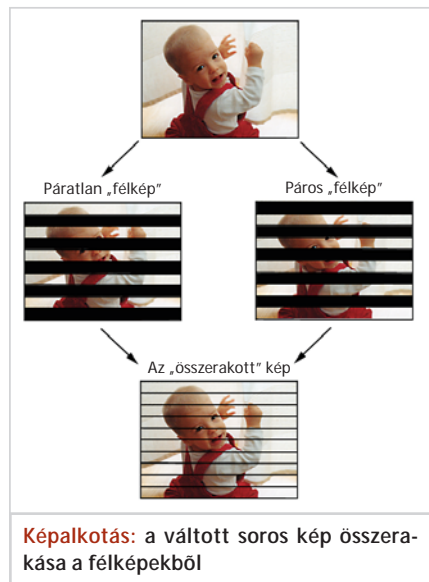 Páratlan „félkép"
Páros „félkép"
Az „összerakott" kép
Képalkotás: a váltott soros kép összera-
kása a félképekből